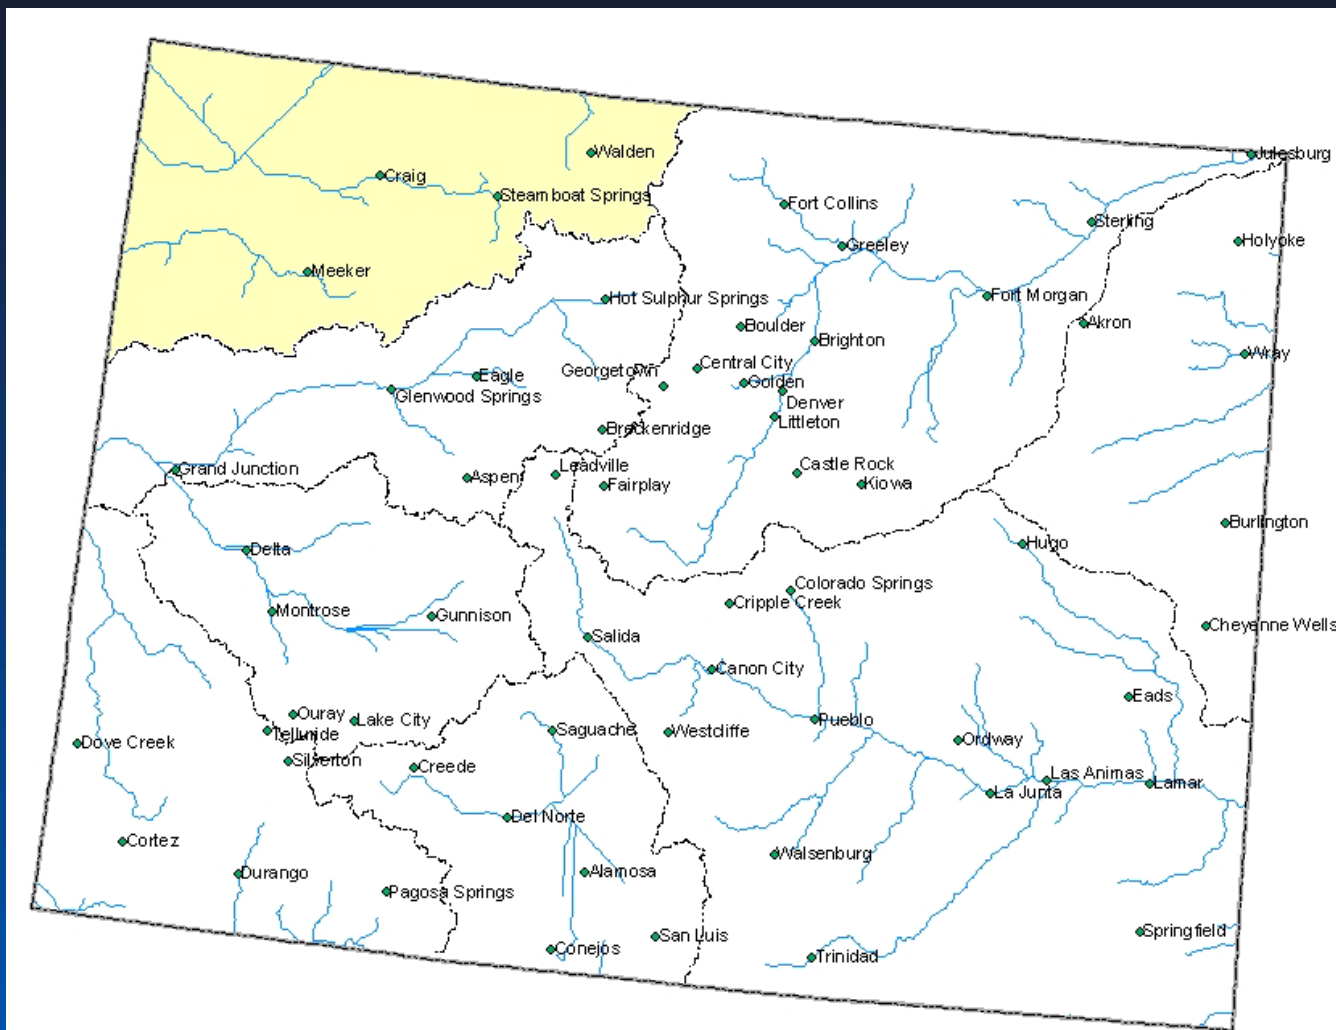 Julesburg
Walden
Craig
Steamboat Springs
Fort Collins
Sterling
Holyoke
Greeley
Meeker
Hot Sulphur Springs
Fort Morgan
Boulder
Akron
Brighton
Wray
Central City
Georgetown
Eagle
Golden
Glenwood Springs
Denver
Littleton
Breckenridge
Castle Rock
Leadville
Grand Junction
Aspen
Fairplay
Kiowa
Burlington
Hugo
Delta
Colorado Springs
Cripple Creek
Montrose
Gunnison
Cheyenne Wells
Salida
Canon City
Eads
Ouray
Lake City
Pueblo
Telluride
Saguache
Westcliffe
Dove Creek
Ordway
Silverton
Creede
Las Animas
Lamar
La Junta
Del Norte
Cortez
Walsenburg
Durango
Alamosa
Pagosa Springs
Springfield
San Luis
Conejos
Trinidad